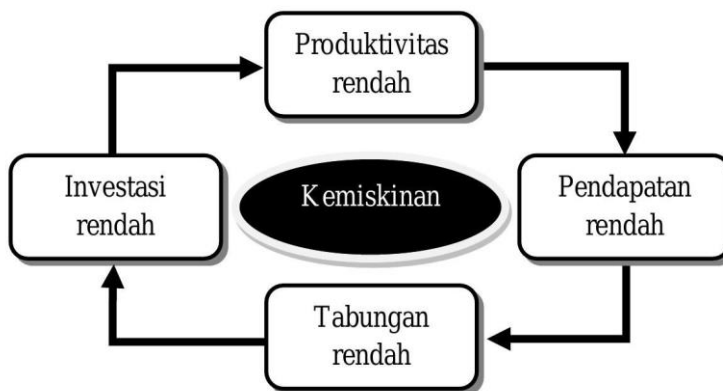 Produktivitas
rendah
Investasi
rendah
Kemiskinan
Pendapatan
rendah
Tabungan
rendah